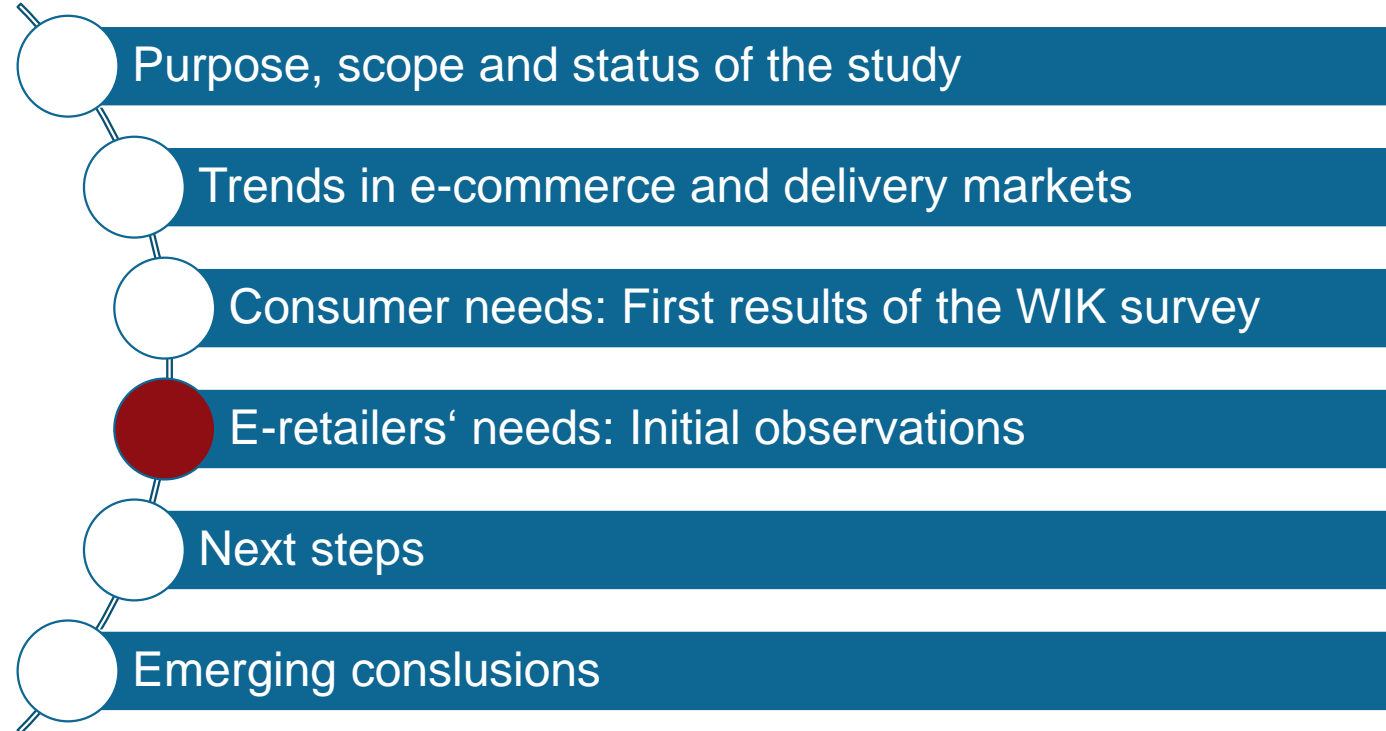 Purpose, scope and status of the study
Trends in e-commerce and delivery markets
Consumer needs: First results of the WIK survey
E-retailers‘ needs: Initial observations
Next steps
Emerging conslusions